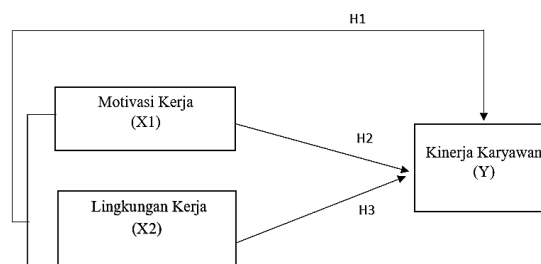 H1
Motivasi Kerja
(X1)
H2
Kinerja Karyawan
(Y)
Lingkungan Kerja
(X2)
H3